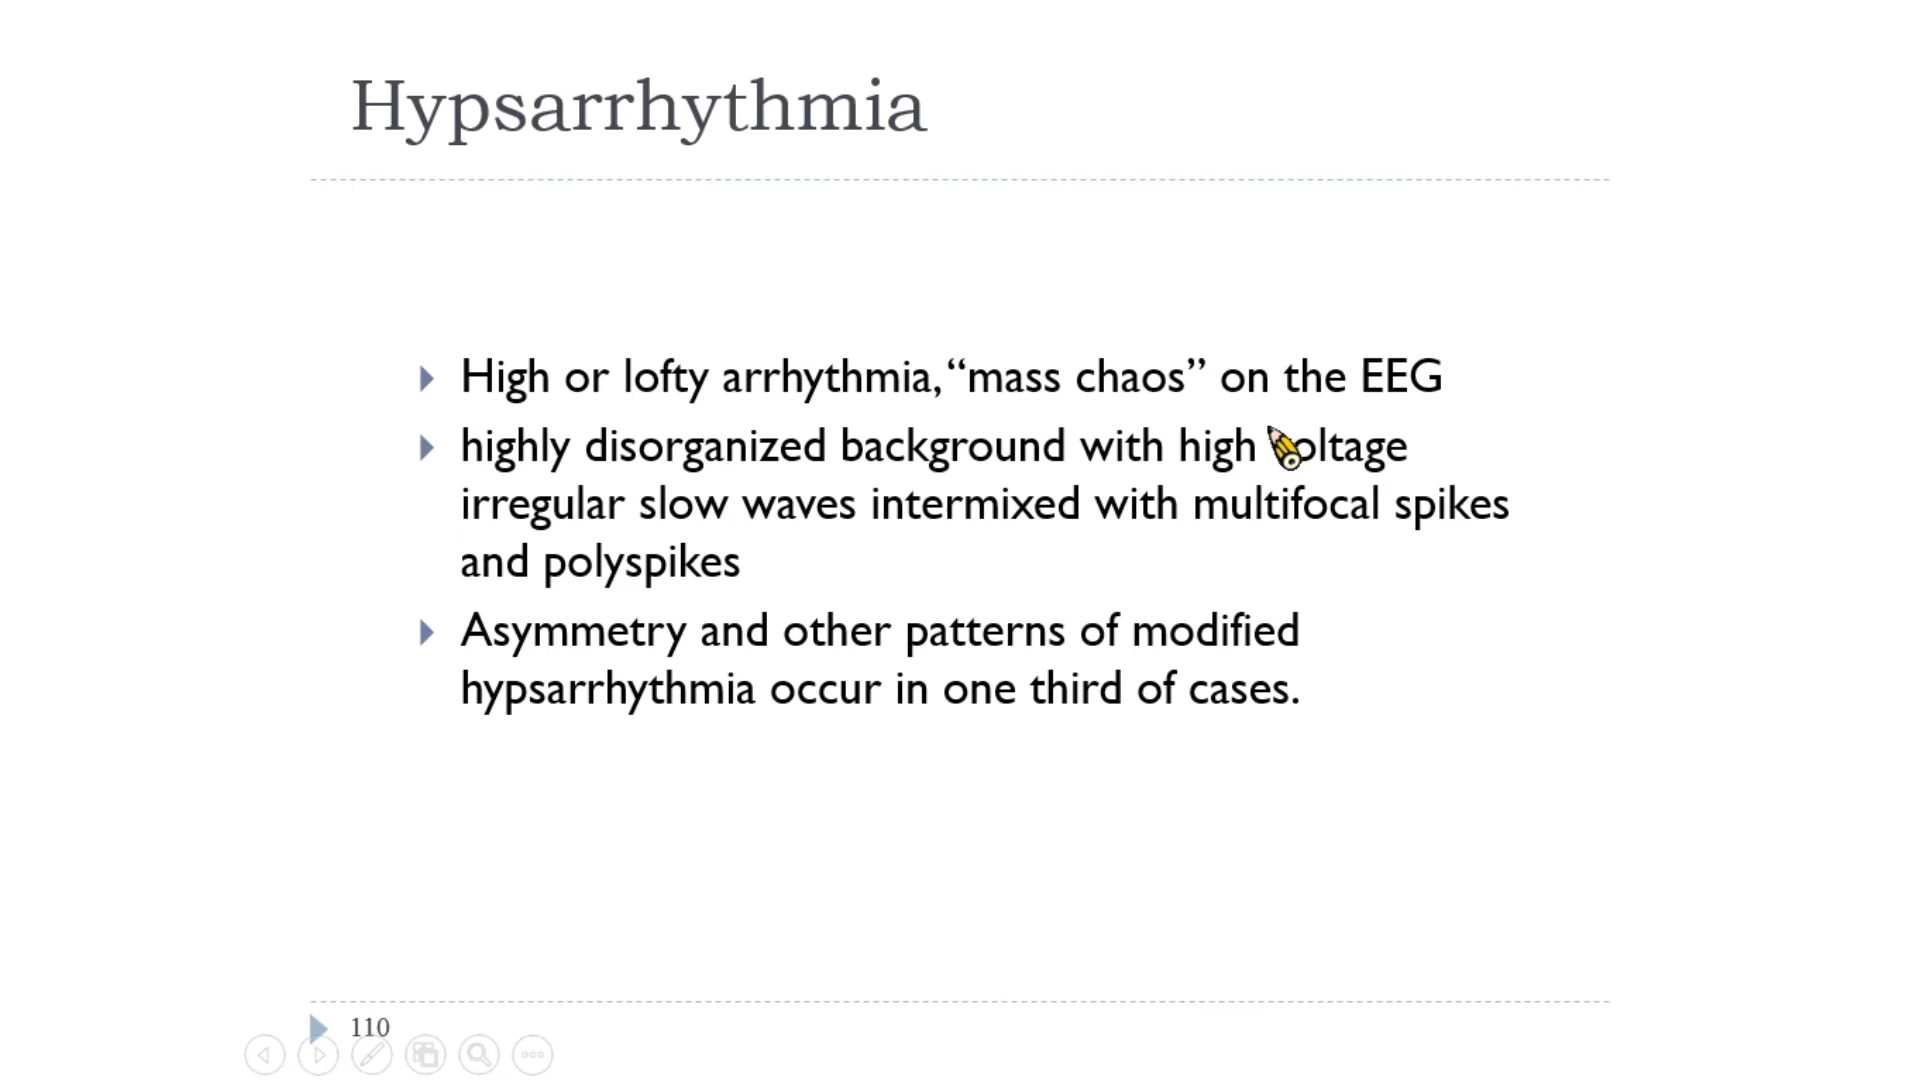 Hypsarrhythmia
High or lofty arrhythmia, “mass chaos” on the EEG
highly disorganized background with high voltage
irregular slow waves intermixed with multifocal spikes
and polyspikes
Asymmetry and other patterns of modified
hypsarrhythmia occur in one third of cases.
110